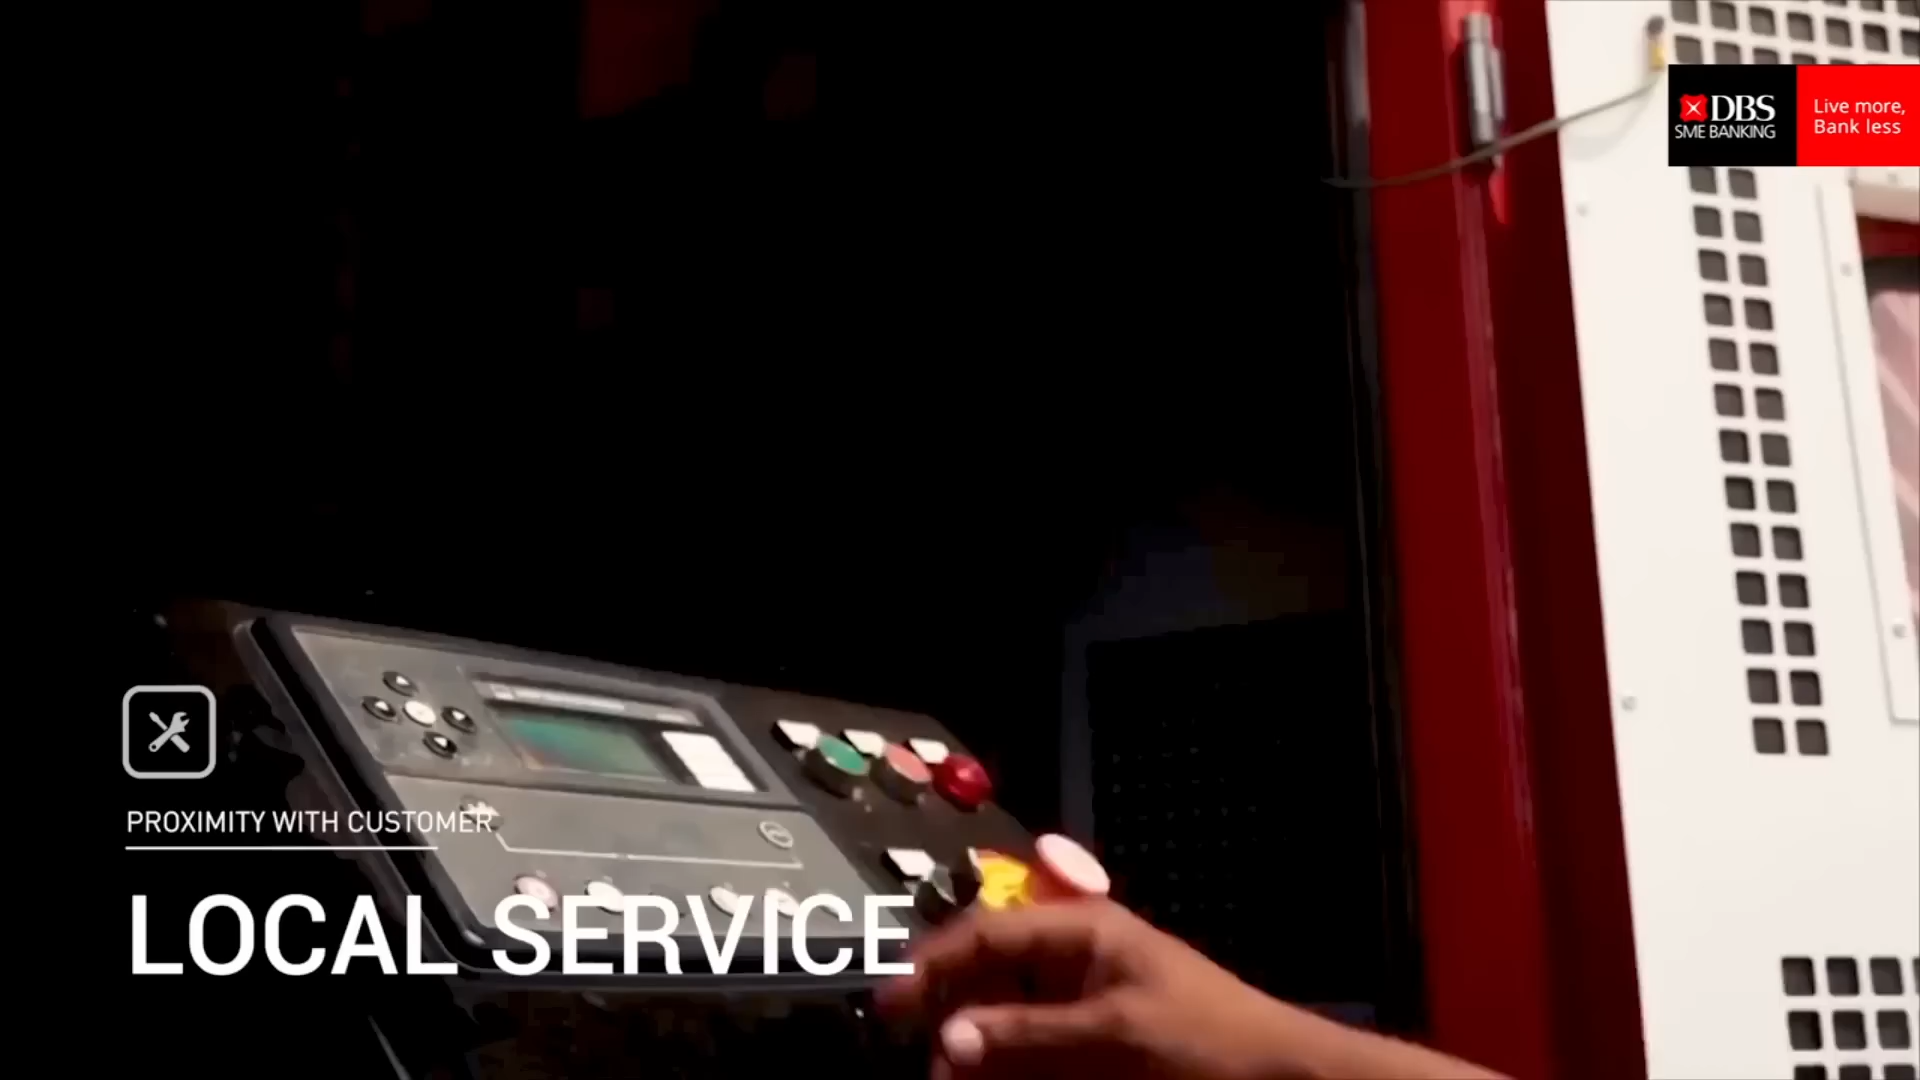 DBS
SME BANKING
Live more,
Bank less
PROXIMITY WITH CUSTOMER
LOCAL SERVICE